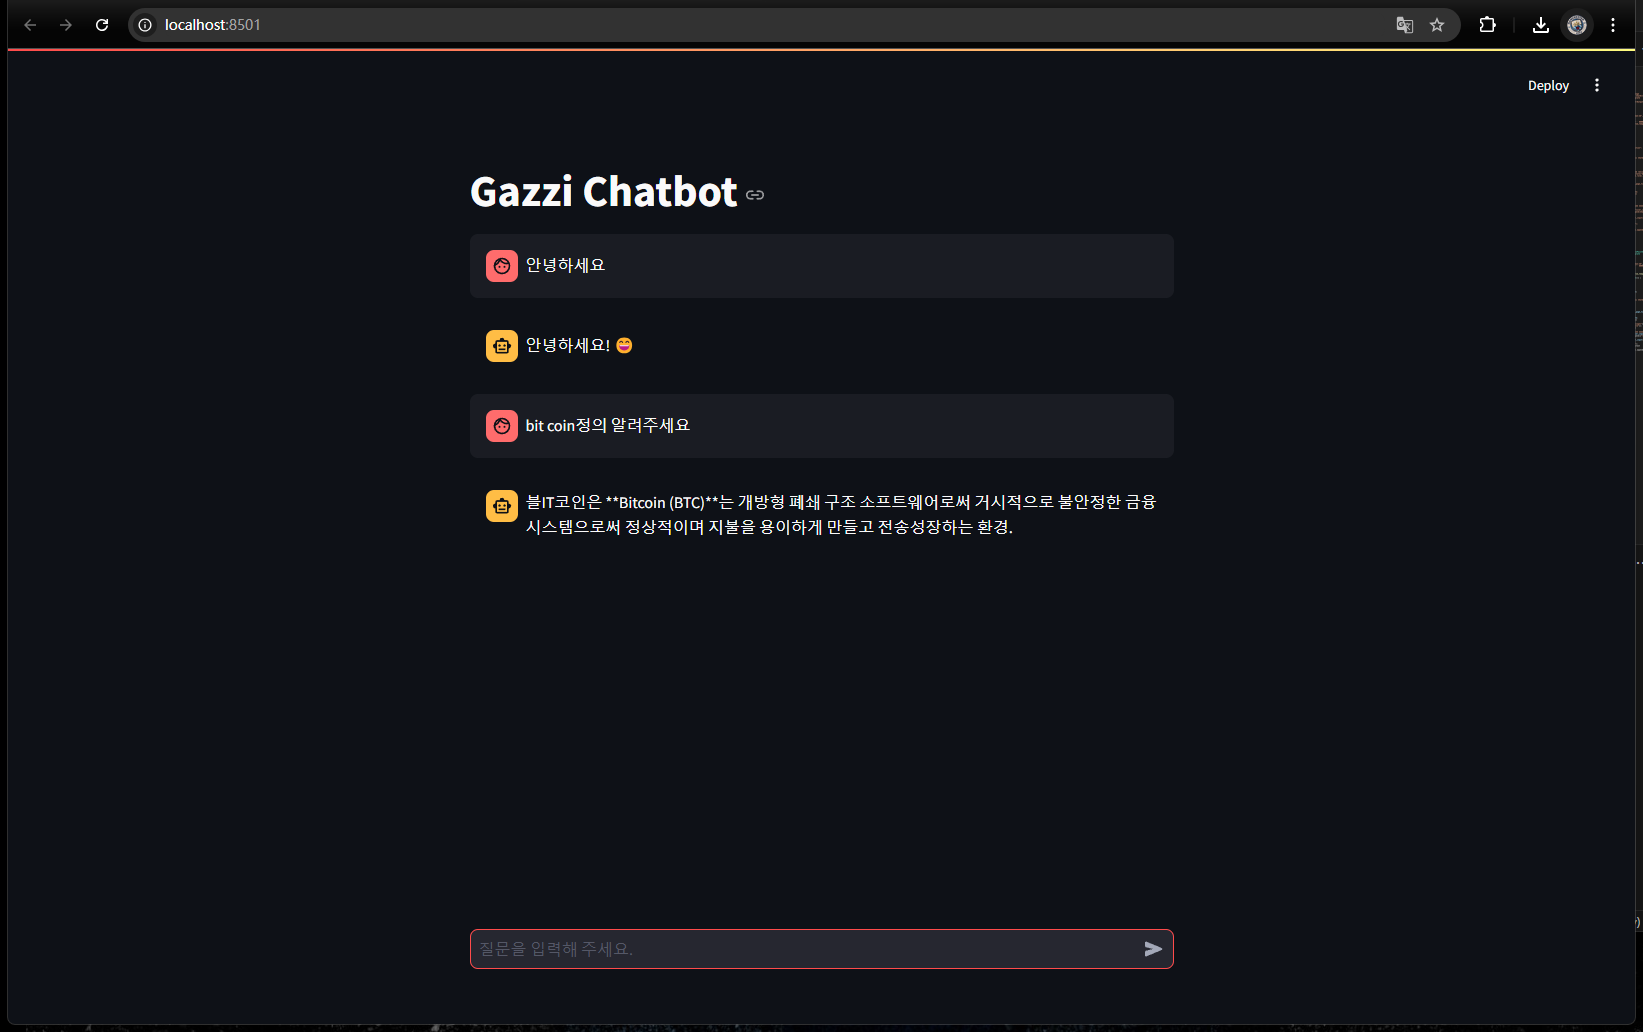 localhost:8501
Deploy
Gazzi Chatbot
안녕하세요
안녕하세요! 😄
bit coin정의 알려주세요
블IT코인은 **Bitcoin (BTC)**는 개방형 폐쇄 구조 소프트웨어로써 거시적으로 불안정한 금융
시스템으로써 정상적이며 지불을 용이하게 만들고 전송성장하는 환경.
질문을 입력해 주세요.